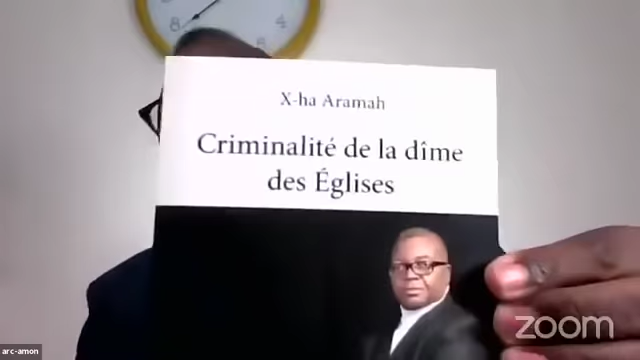 X-ha Aramah
Criminalité de la dîme
des Églises
zoom
arc-amon